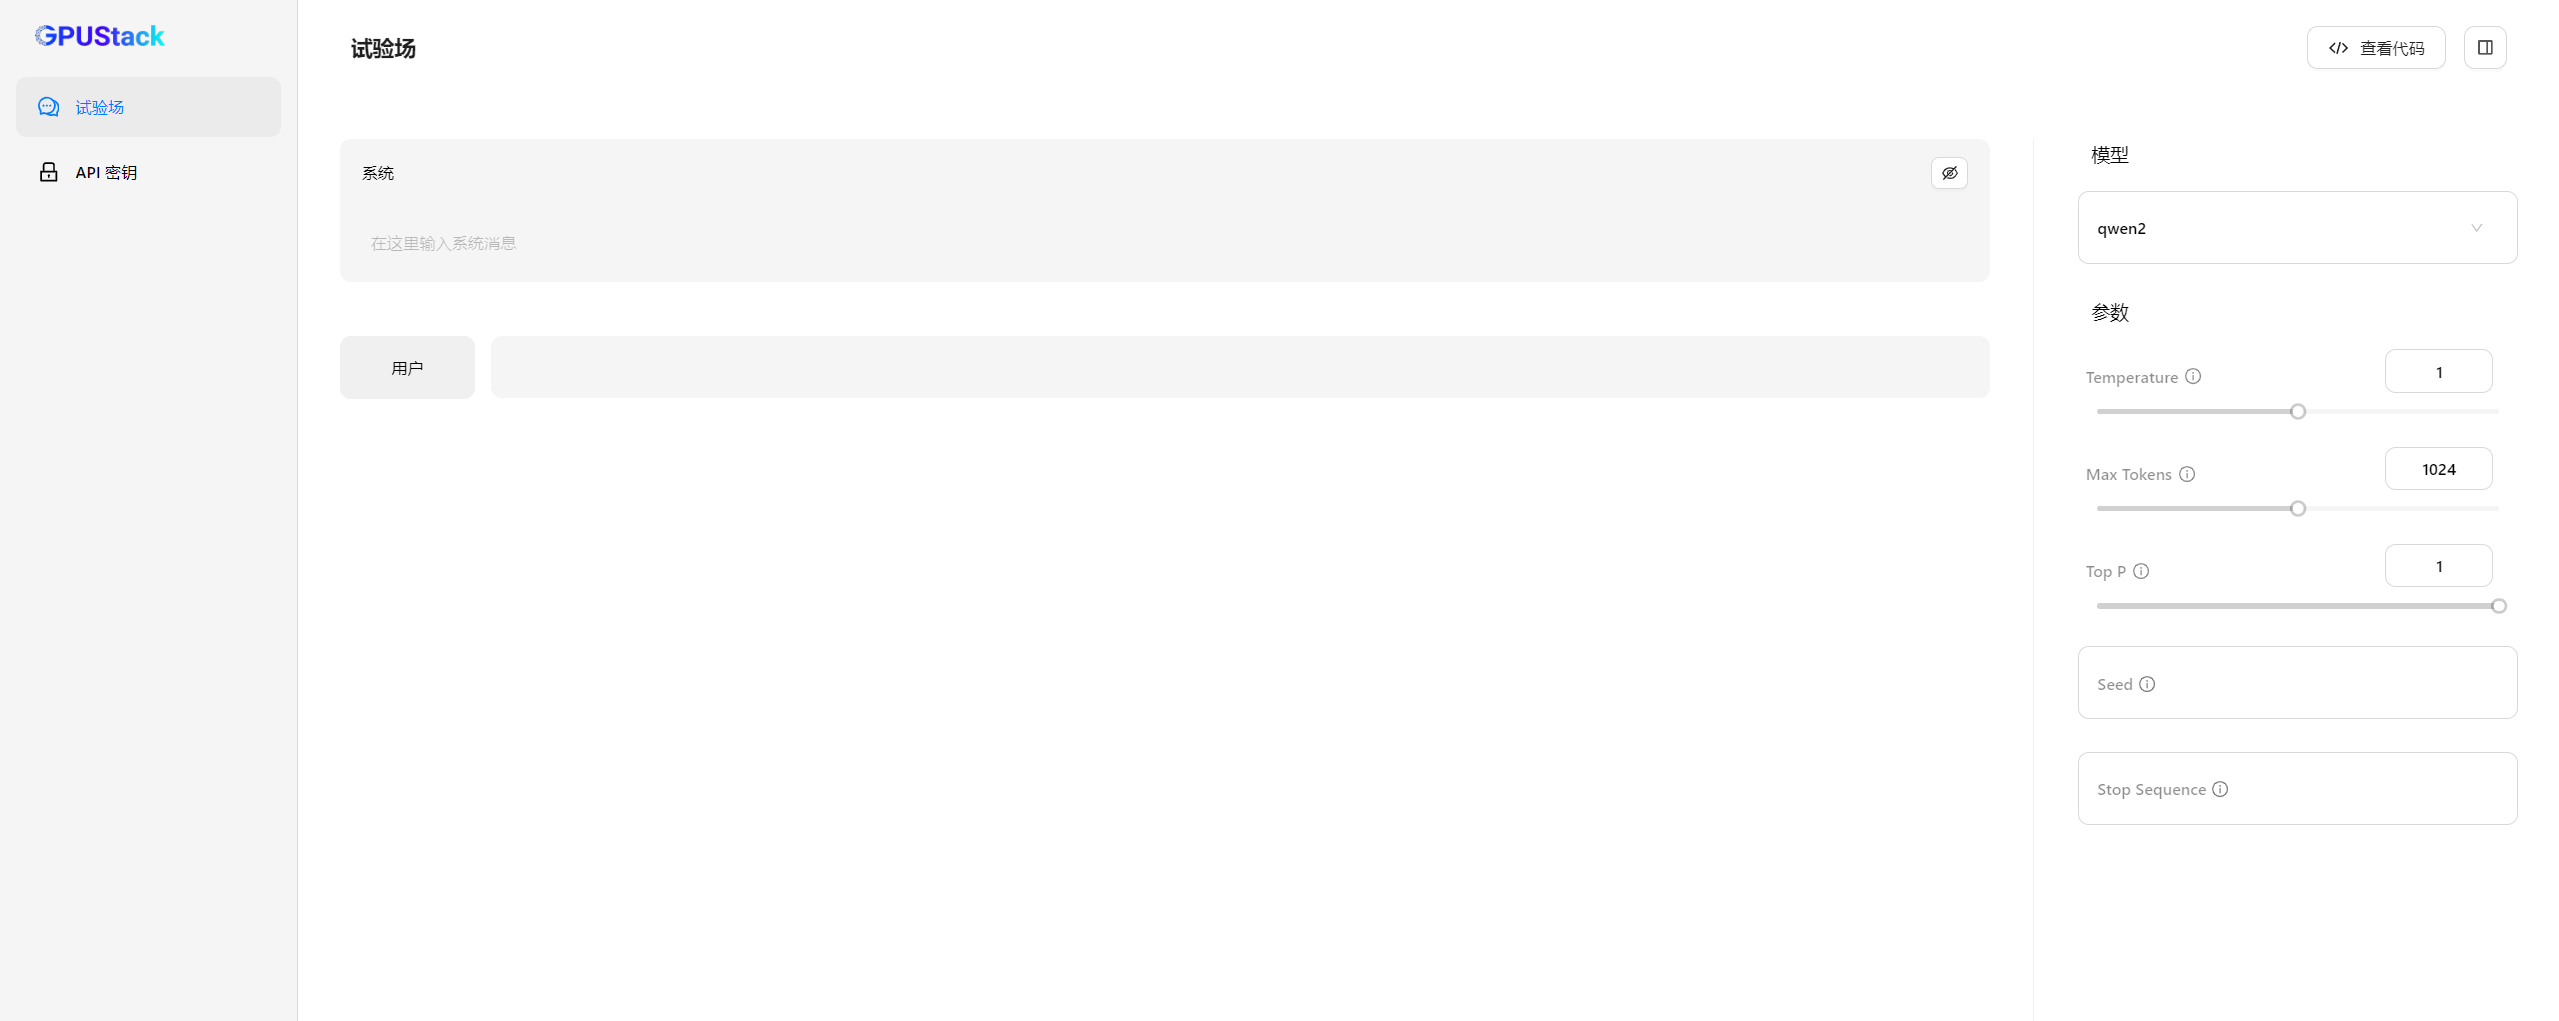 GPUStack
试验场
API 密钥
试验场
查看代码
系统
在这里输入系统消息
用户
模型
qwen2
参数
Temperature
1
Max Tokens
1024
Top P
1
Seed
Stop Sequence